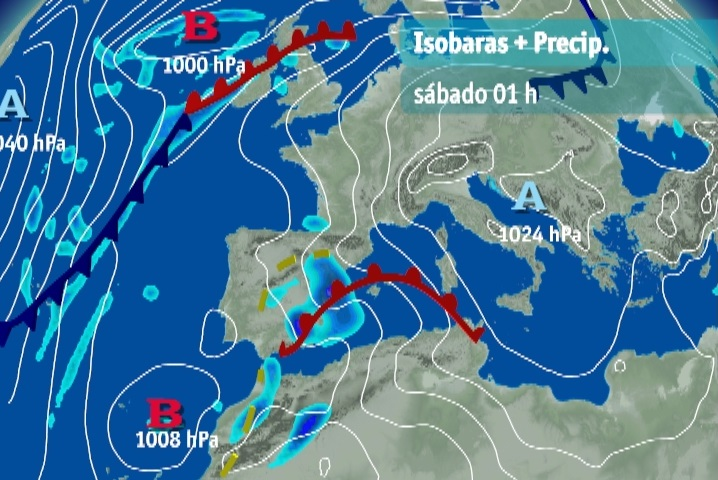 B
1000 hPa
Isobaras + Precip.
sábado 01 h
A
040 hPa
A
1024 hPa
B
1008 hPa